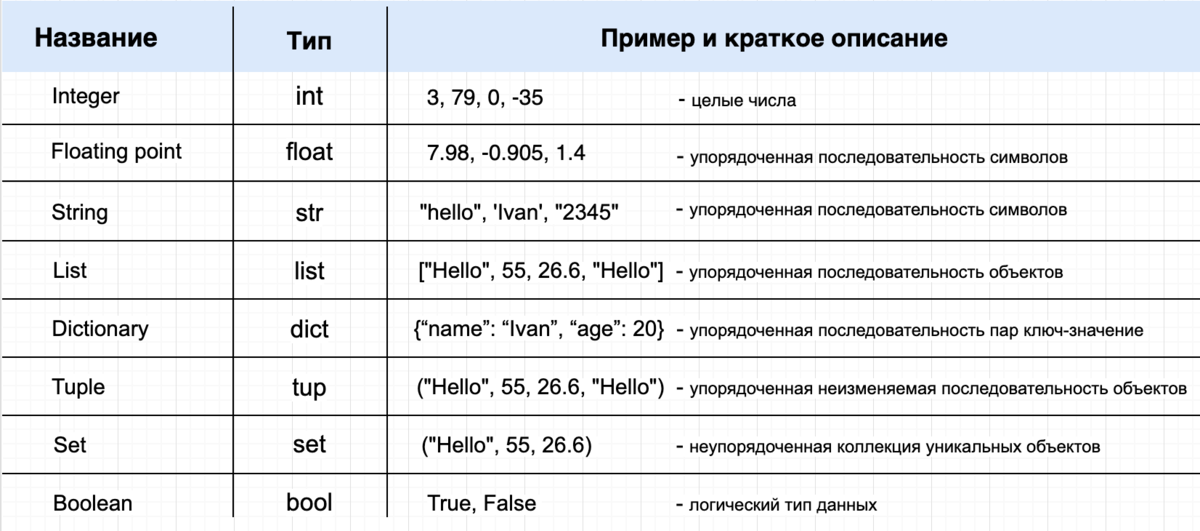 Название Тип Пример и краткое описание
Integer int 3, 79, 0, -35 - целые числа
Floating point float 7.98, -0.905, 1.4 - упорядоченная последовательность символов
String str "hello", 'Ivan', "2345" - упорядоченная последовательность символов
List list ["Hello", 55, 26.6, "Hello"] - упорядоченная последовательность объектов
Dictionary dict {“name”: “Ivan”, “age”: 20} - упорядоченная последовательность пар ключ-значение
Tuple tup ("Hello", 55, 26.6, "Hello") - упорядоченная неизменяемая последовательность объектов
Set set ("Hello", 55, 26.6) - неупорядоченная коллекция уникальных объектов
Boolean bool True, False - логический тип данных